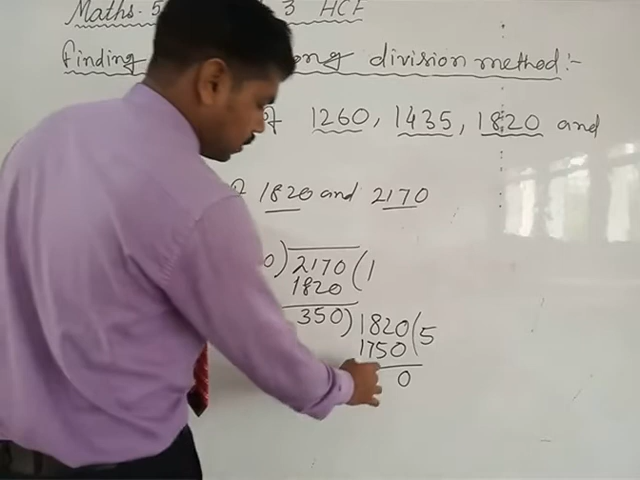 Maths. 5 3 HCF
Finding ong division method :-
of 1260, 1435, 1820 and
of 1820 and 2170
0) 2170 ( 1
1820
350) 1820 ( 5
1750
0